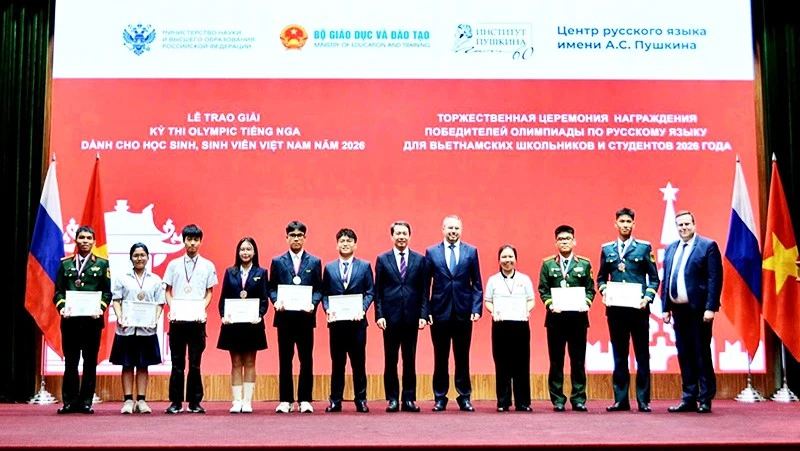 МИНИСТЕРСТВО НАУКИ
И ВЫСШЕГО ОБРАЗОВАНИЯ
РОССИЙСКОЙ ФЕДЕРАЦИИ
BỘ GIÁO DỤC VÀ ĐÀO TẠO
MINISTRY OF EDUCATION AND TRAINING
ИНСТИТУТ
ПУШКИНА
60
Центр русского языка
имени А.С. Пушкина
LỄ TRAO GIẢI
KỲ THI OLYMPIC TIẾNG NGA
DÀNH CHO HỌC SINH, SINH VIÊN VIỆT NAM NĂM 2026
ТОРЖЕСТВЕННАЯ ЦЕРЕМОНИЯ НАГРАЖДЕНИЯ
ПОБЕДИТЕЛЕЙ ОЛИМПИАДЫ ПО РУССКОМУ ЯЗЫКУ
ДЛЯ ВЬЕТНАМСКИХ ШКОЛЬНИКОВ И СТУДЕНТОВ 2026 ГОДА